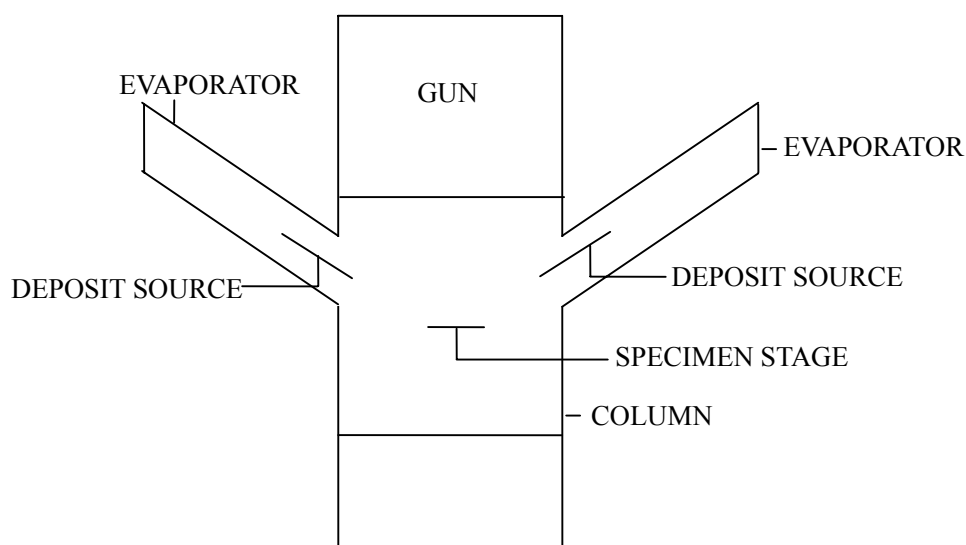 EVAPORATOR
GUN
EVAPORATOR
DEPOSIT SOURCE
DEPOSIT SOURCE
SPECIMEN STAGE
COLUMN